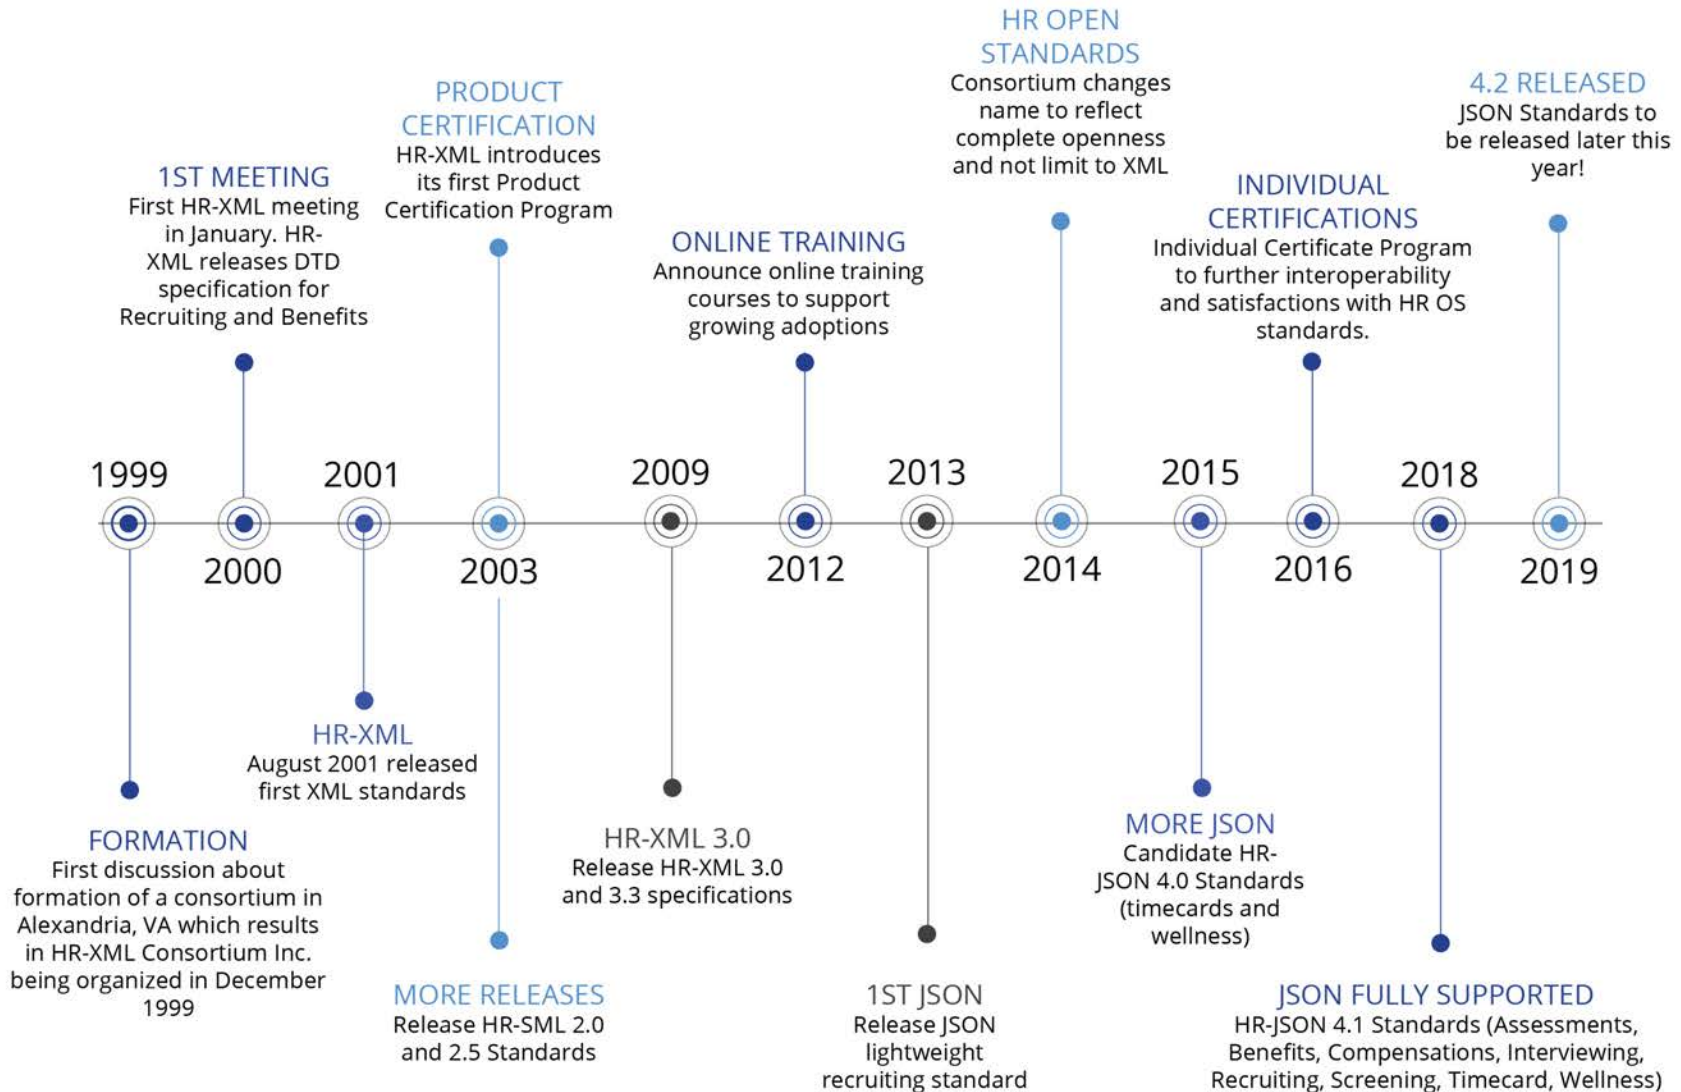 HR OPEN
STANDARDS
Consortium changes
name to reflect
complete openness
and not limit to XML
4.2 RELEASED
JSON Standards to
be released later this
year!
PRODUCT
CERTIFICATION
HR-XML introduces
its first Product
Certification Program
1ST MEETING
First HR-XML meeting
in January. HR-
XML releases DTD
specification for
Recruiting and Benefits
INDIVIDUAL
CERTIFICATIONS
Individual Certificate Program
to further interoperability
and satisfactions with HR OS
standards.
ONLINE TRAINING
Announce online training
courses to support
growing adoptions
1999
2001
2009
2013
2015
2018
2000
2003
2012
2014
2016
2019
HR-XML
August 2001 released
first XML standards
FORMATION
First discussion about
formation of a consortium in
Alexandria, VA which results
in HR-XML Consortium Inc.
being organized in December
1999
HR-XML 3.0
Release HR-XML 3.0
and 3.3 specifications
MORE JSON
Candidate HR-
JSON 4.0 Standards
(timecards and
wellness)
MORE RELEASES
Release HR-SML 2.0
and 2.5 Standards
1ST JSON
Release JSON
lightweight
recruiting standard
JSON FULLY SUPPORTED
HR-JSON 4.1 Standards (Assessments,
Benefits, Compensations, Interviewing,
Recruiting, Screening, Timecard, Wellness)